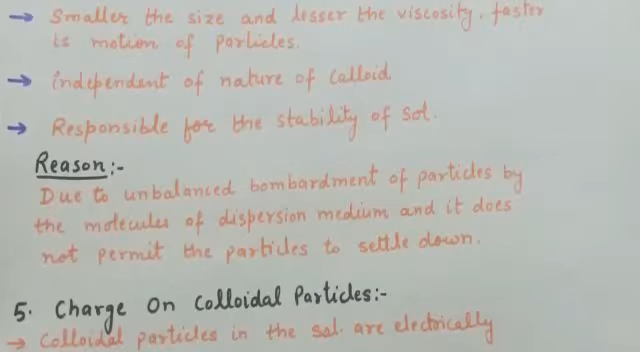 → Smaller the size and lesser the viscosity, faster
is motion of particles.
→ independent of nature of colloid.
→ Responsible for the stability of sol.
Reason:-
Due to unbalanced bombardment of particles by
the molecules of dispersion medium and it does
not permit the particles to settle down.
5. Charge On Colloidal Particles:-
→ Colloidal particles in the sol. are electrically